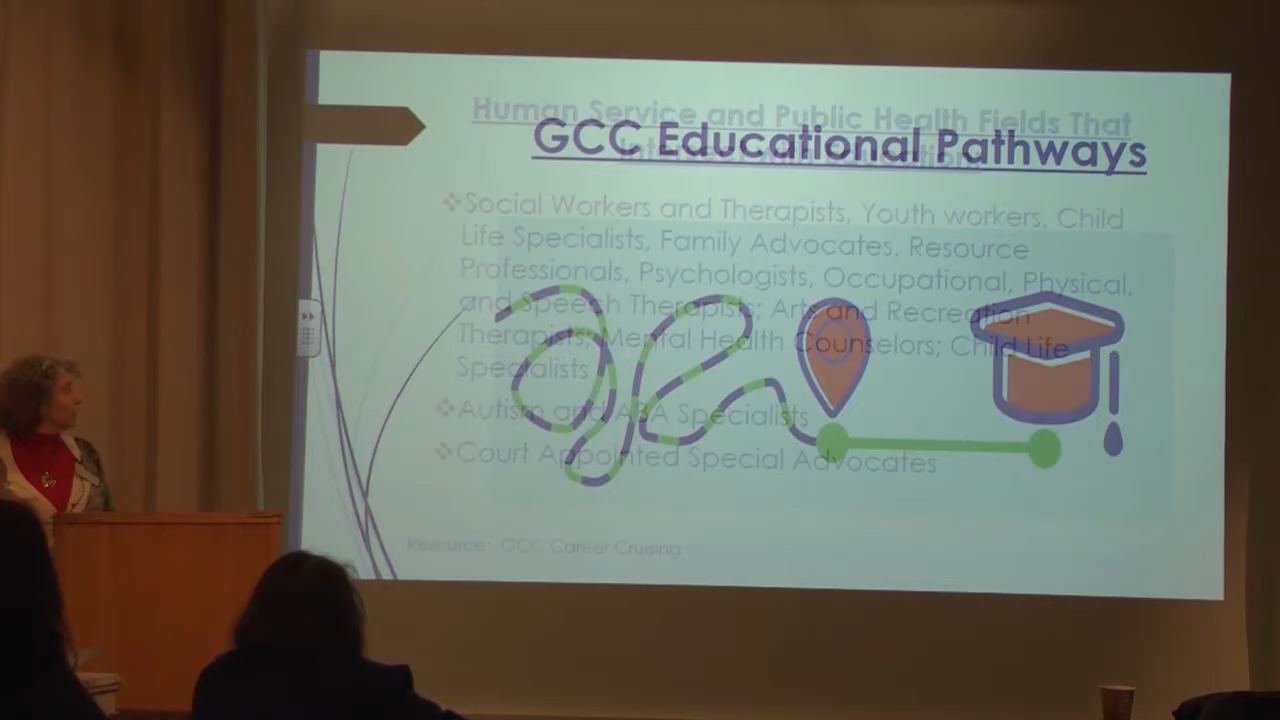 Human Service and Public Health Fields That
GCC Educational Pathways
❖Social Workers and Therapists, Youth workers, Child
Life Specialists, Family Advocates. Resource
Professionals, Psychologists, Occupational, Physical,
and Speech Therapists; Arts and Recreation
Therapists; Mental Health Counselors; Child Life
Specialists
❖Autism and ABA Specialists
❖Court Appointed Special Advocates
Resource: GCC Career Cruising